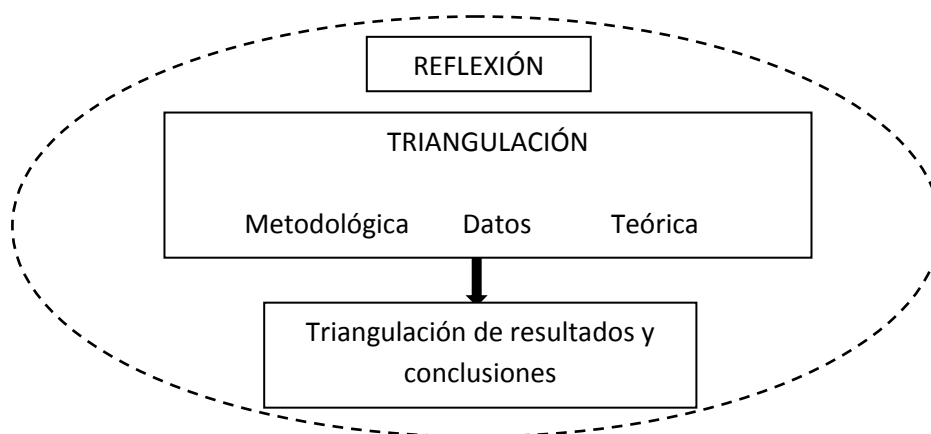 REFLEXIÓN
TRIANGULACIÓN
Metodológica Datos Teórica
Triangulación de resultados y
conclusiones